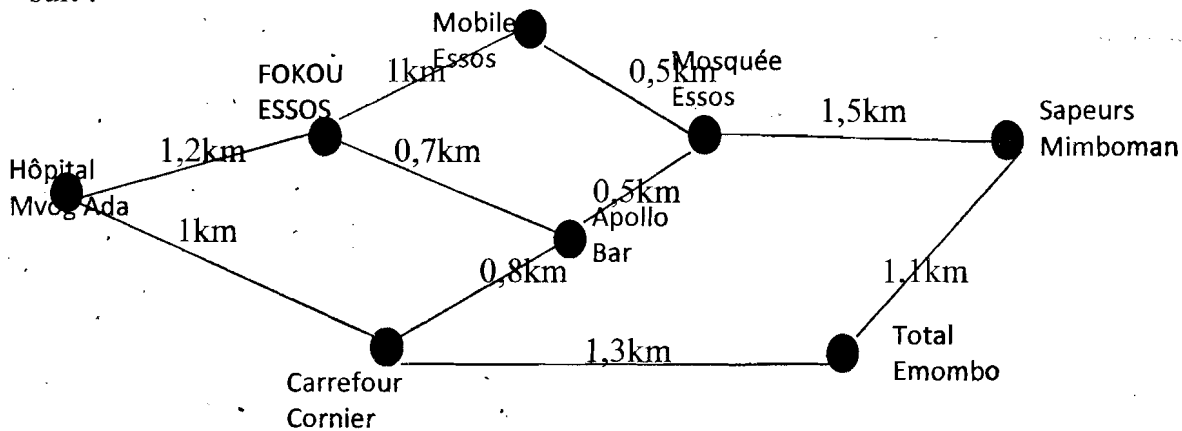 suit :
Mobile
Essos
1km
0,5km
Mosquée
Essos
FOKOU
ESSOS
1,5km
Sapeurs
Mimboman
1,2km
0,7km
Hôpital
Mvog Ada
0,5km
Apollo
Bar
1km
0,8km
1,1km
1,3km
Total
Emombo
Carrefour
Cornier